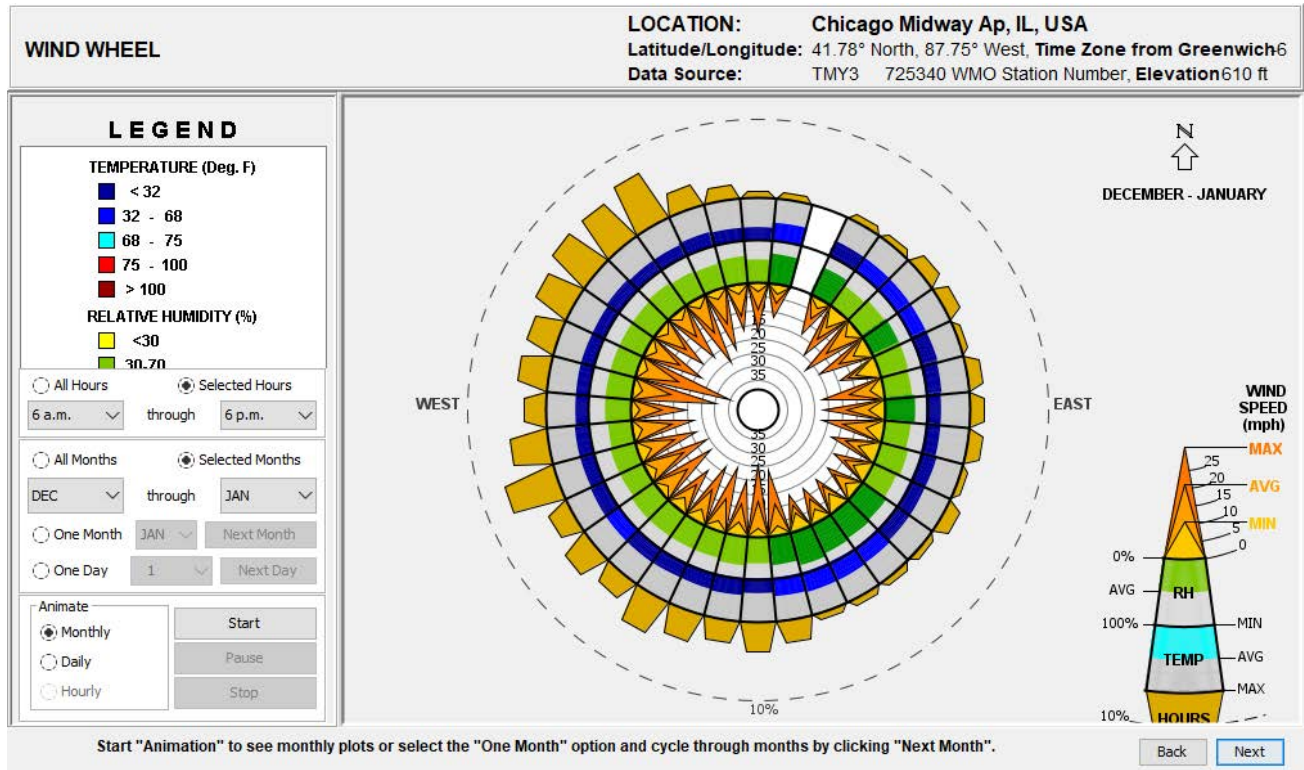 WIND WHEEL
LOCATION: Chicago Midway Ap, IL, USA
Latitude/Longitude: 41.78° North, 87.75° West, Time Zone from Greenwich -6
Data Source: TMY3 725340 WMO Station Number, Elevation 610 ft
LEGEND
TEMPERATURE (Deg. F)
< 32
32 - 68
68 - 75
75 - 100
> 100
RELATIVE HUMIDITY (%)
<30
30-70
All Hours Selected Hours
6 a.m. through 6 p.m.
All Months Selected Months
DEC through JAN
One Month JAN Next Month
One Day 1 Next Day
Animate
Monthly Start
Daily Pause
Hourly Stop
N
DECEMBER - JANUARY
20
25
30
35
WEST
EAST
35
30
25
20
10%
WIND
SPEED
(mph)
MAX
25
20
AVG
15
10
MIN
5
0
0%
RH
AVG
100%
MIN
TEMP
AVG
MAX
10%
HOURS
Start "Animation" to see monthly plots or select the "One Month" option and cycle through months by clicking "Next Month".
Back Next